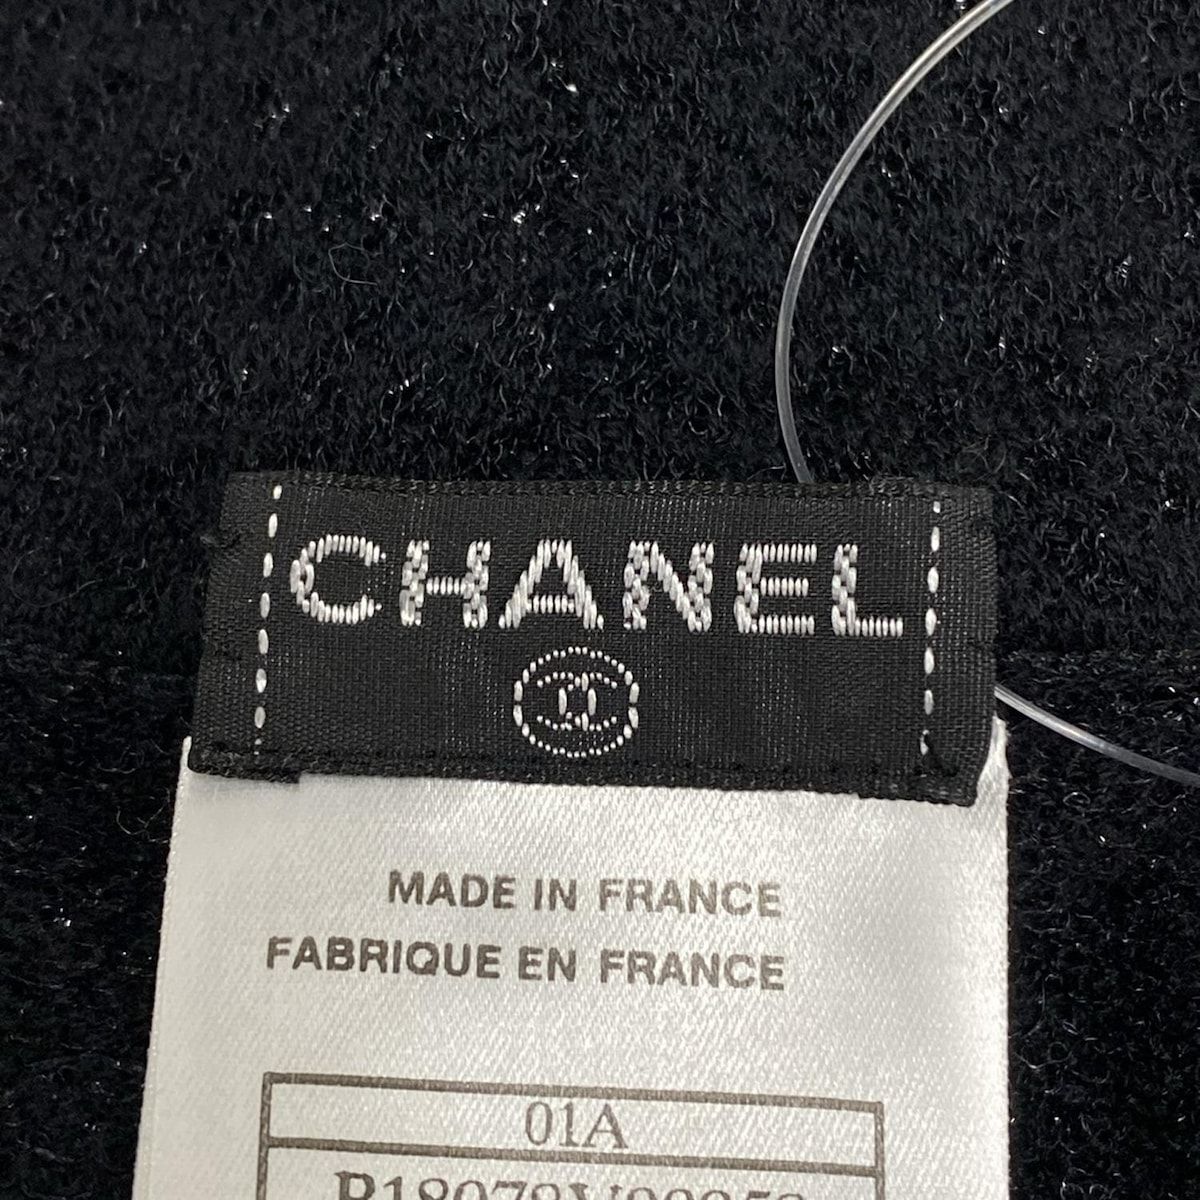 CHANEL
MADE IN FRANCE
FABRIQUE EN FRANCE
01A